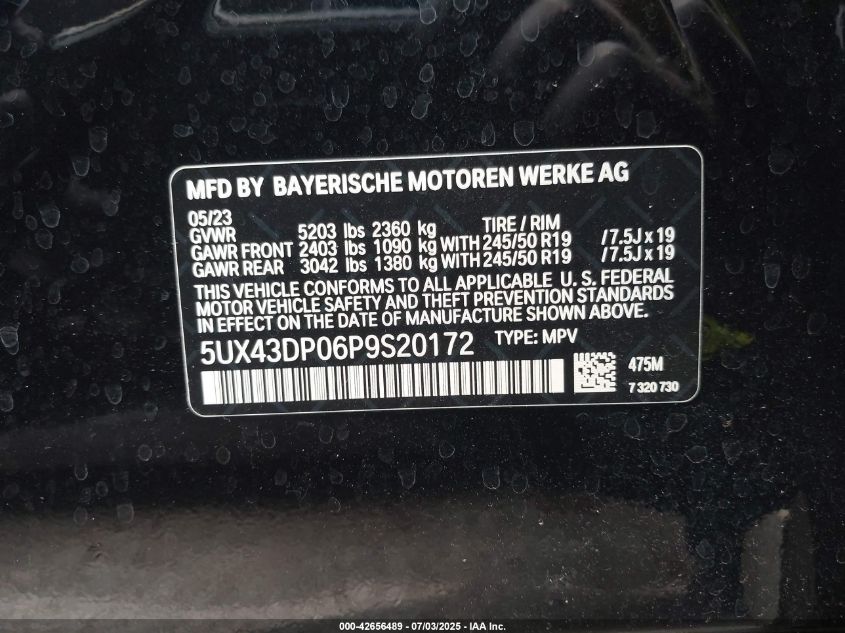 MFD BY BAYERISCHE MOTOREN WERKE AG
05/23 TIRE / RIM
GVWR 5203 lbs 2360 kg
GAWR FRONT 2403 lbs 1090 kg WITH 245/50 R19 /7.5J x 19
GAWR REAR 3042 lbs 1380 kg WITH 245/50 R19 /7.5J x 19
THIS VEHICLE CONFORMS TO ALL APPLICABLE U. S. FEDERAL
MOTOR VEHICLE SAFETY AND THEFT PREVENTION STANDARDS
IN EFFECT ON THE DATE OF MANUFACTURE SHOWN ABOVE.
5UX43DP06P9S20172 TYPE: MPV
475M
7 320 730
000-42656489 - 07/03/2025 - IAA Inc.